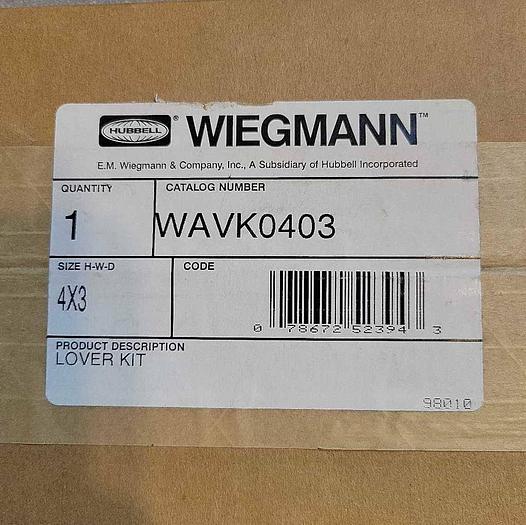 HUBBELL ® WIEGMANN™
E.M. Wiegmann & Company, Inc., A Subsidiary of Hubbell Incorporated
QUANTITY CATALOG NUMBER
1 WAVK0403
SIZE H-W-D CODE
4X3
0 78672 52394 3
PRODUCT DESCRIPTION
LOVER KIT
98010